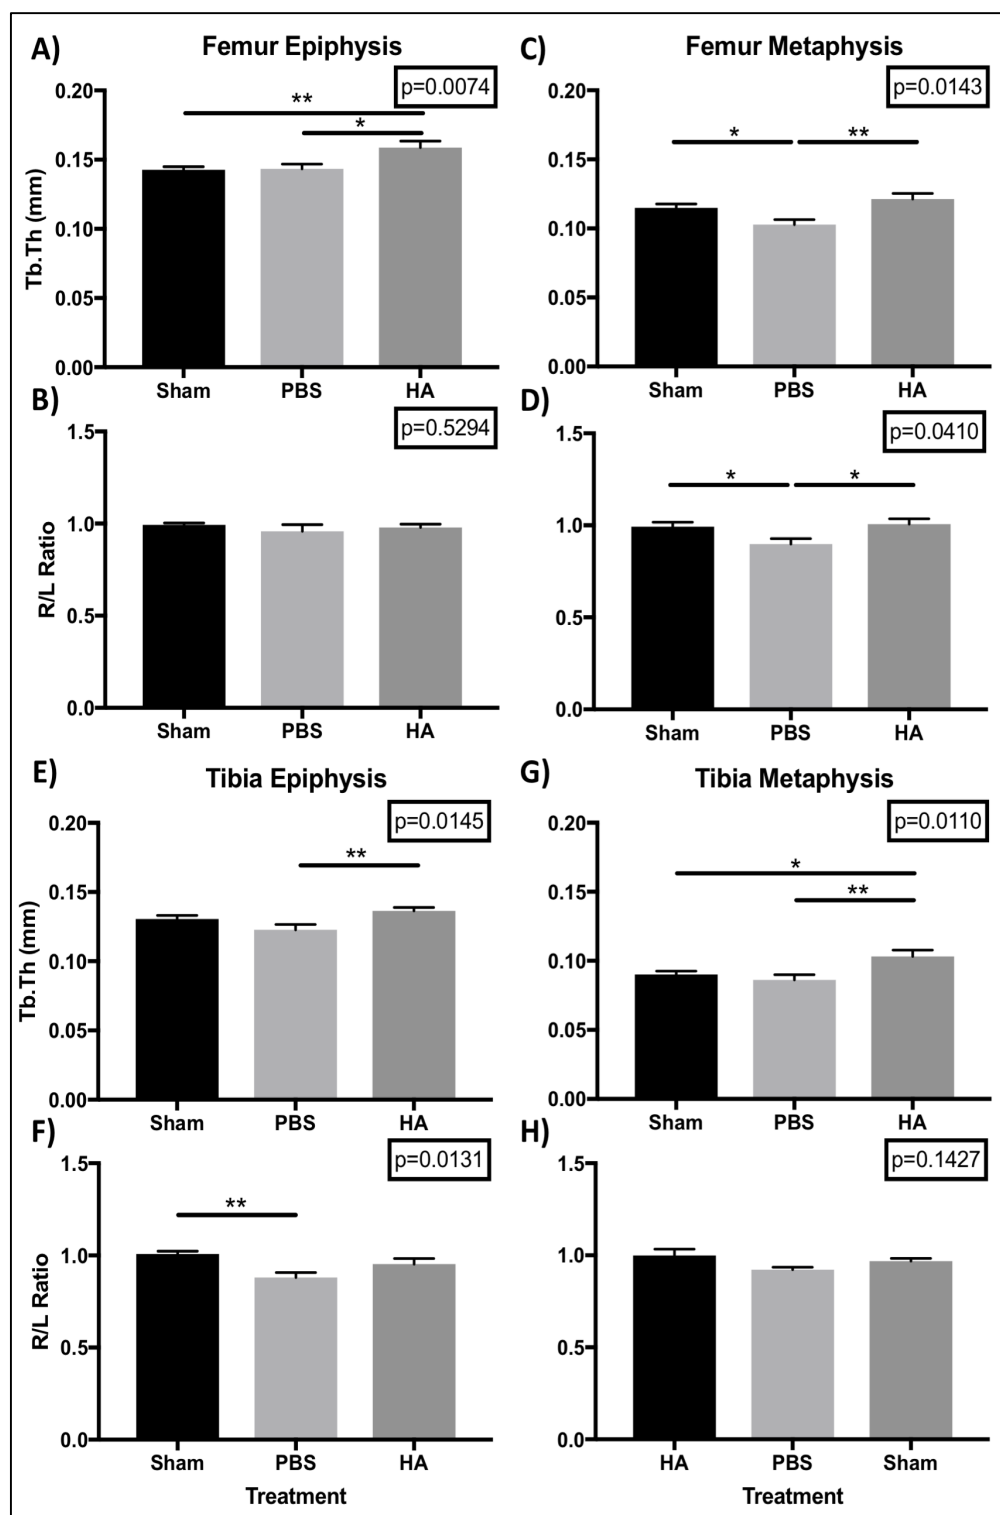 A) Femur Epiphysis
p=0.0074
**
*
0.20
0.15
0.10
0.05
0.00
Tb.Th (mm)
Sham PBS HA
C) Femur Metaphysis
p=0.0143
* **
0.20
0.15
0.10
0.05
0.00
Sham PBS HA
B)
p=0.5294
1.5
1.0
0.5
0.0
R/L Ratio
Sham PBS HA
D)
p=0.0410
* *
1.5
1.0
0.5
0.0
Sham PBS HA
E) Tibia Epiphysis
p=0.0145
**
0.20
0.15
0.10
0.05
0.00
Tb.Th (mm)
Sham PBS HA
G) Tibia Metaphysis
p=0.0110
*
**
0.20
0.15
0.10
0.05
0.00
Sham PBS HA
F)
p=0.0131
**
1.5
1.0
0.5
0.0
R/L Ratio
Sham PBS HA
Treatment
H)
p=0.1427
1.5
1.0
0.5
0.0
HA PBS Sham
Treatment